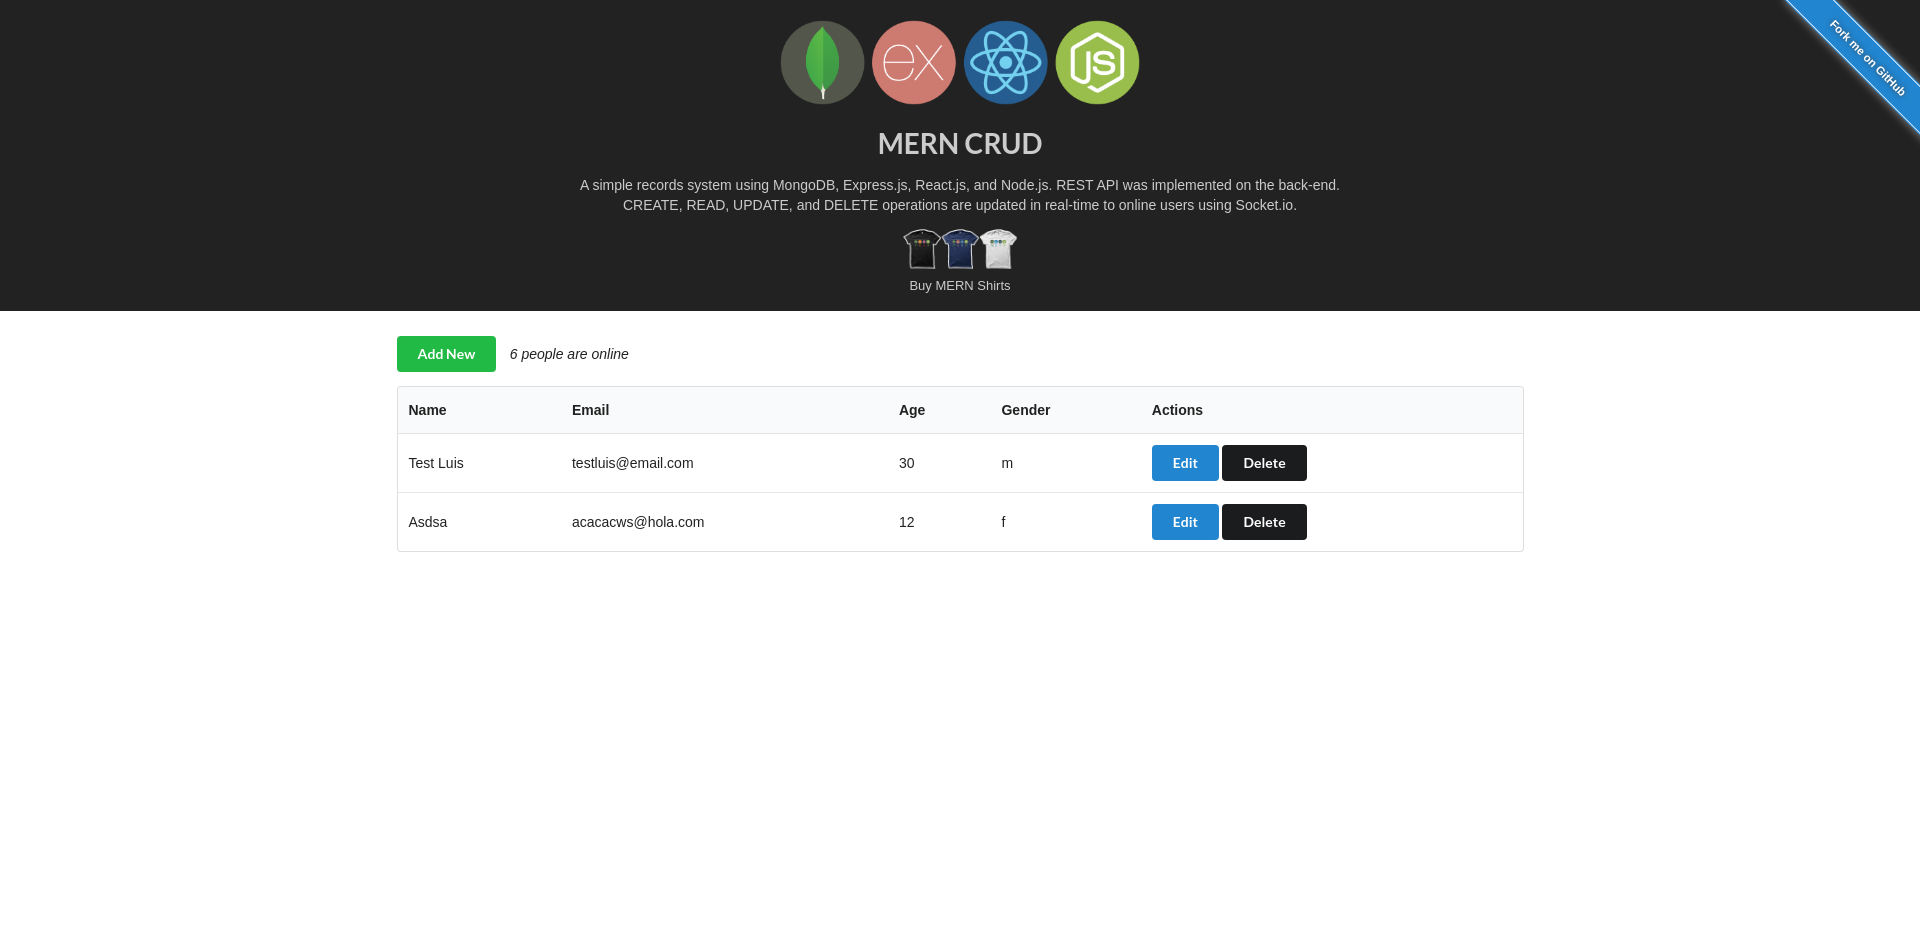 ex
JS
Fork me on GitHub
MERN CRUD
A simple records system using MongoDB, Express.js, React.js, and Node.js. REST API was implemented on the back-end.
CREATE, READ, UPDATE, and DELETE operations are updated in real-time to online users using Socket.io.
Buy MERN Shirts
Add New 6 people are online
Name Email Age Gender Actions
Test Luis testluis@email.com 30 m Edit Delete
Asdsa acacacws@hola.com 12 f Edit Delete